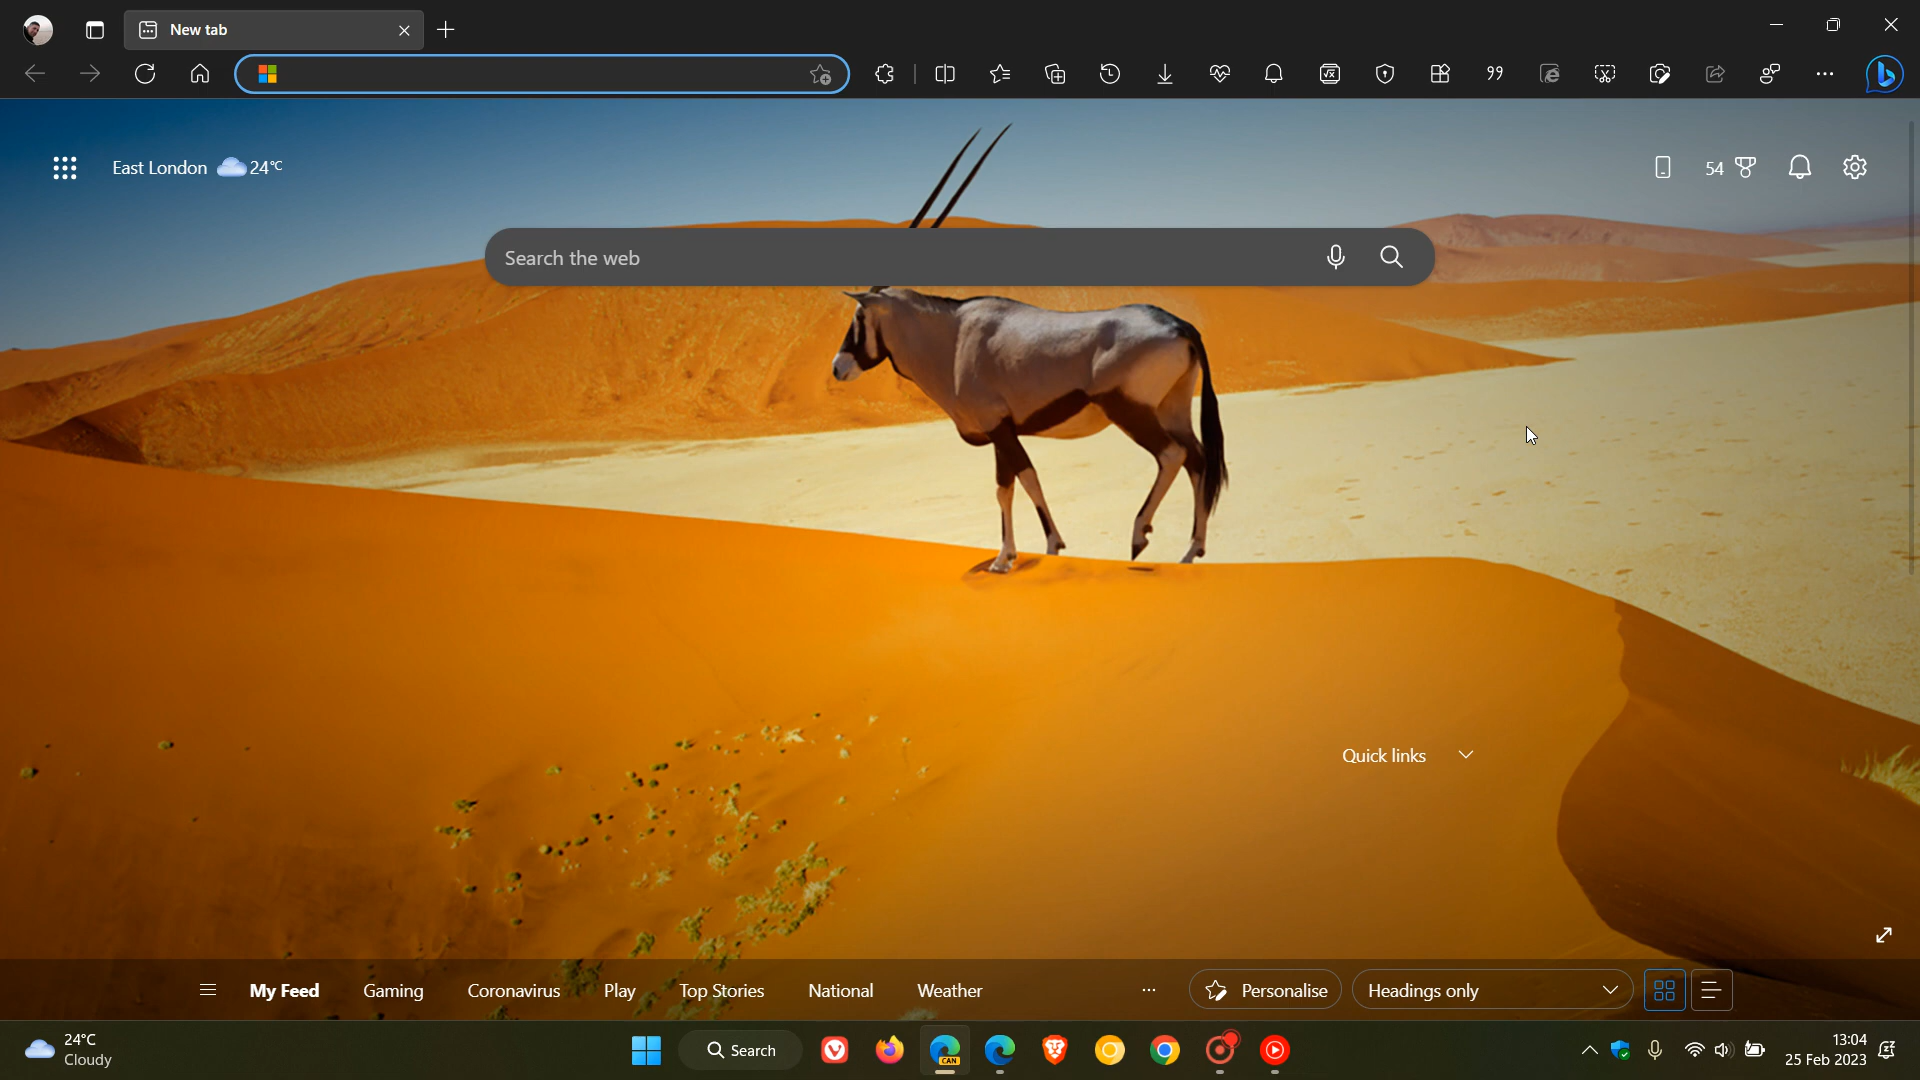 New tab
East London 24°C
54
Search the web
Quick links
My Feed Gaming Coronavirus Play Top Stories National Weather ... Personalise Headings only
24°C
Cloudy
Search
CAN
13:04
25 Feb 2023